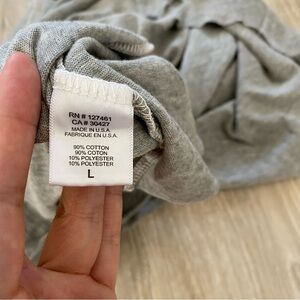 RN # 127461
CA # 30427
MADE IN U.S.A
FABRIQUE EN U.S.A.
90% COTTON
90% COTON
10% POLYESTER
10% POLYESTER
L